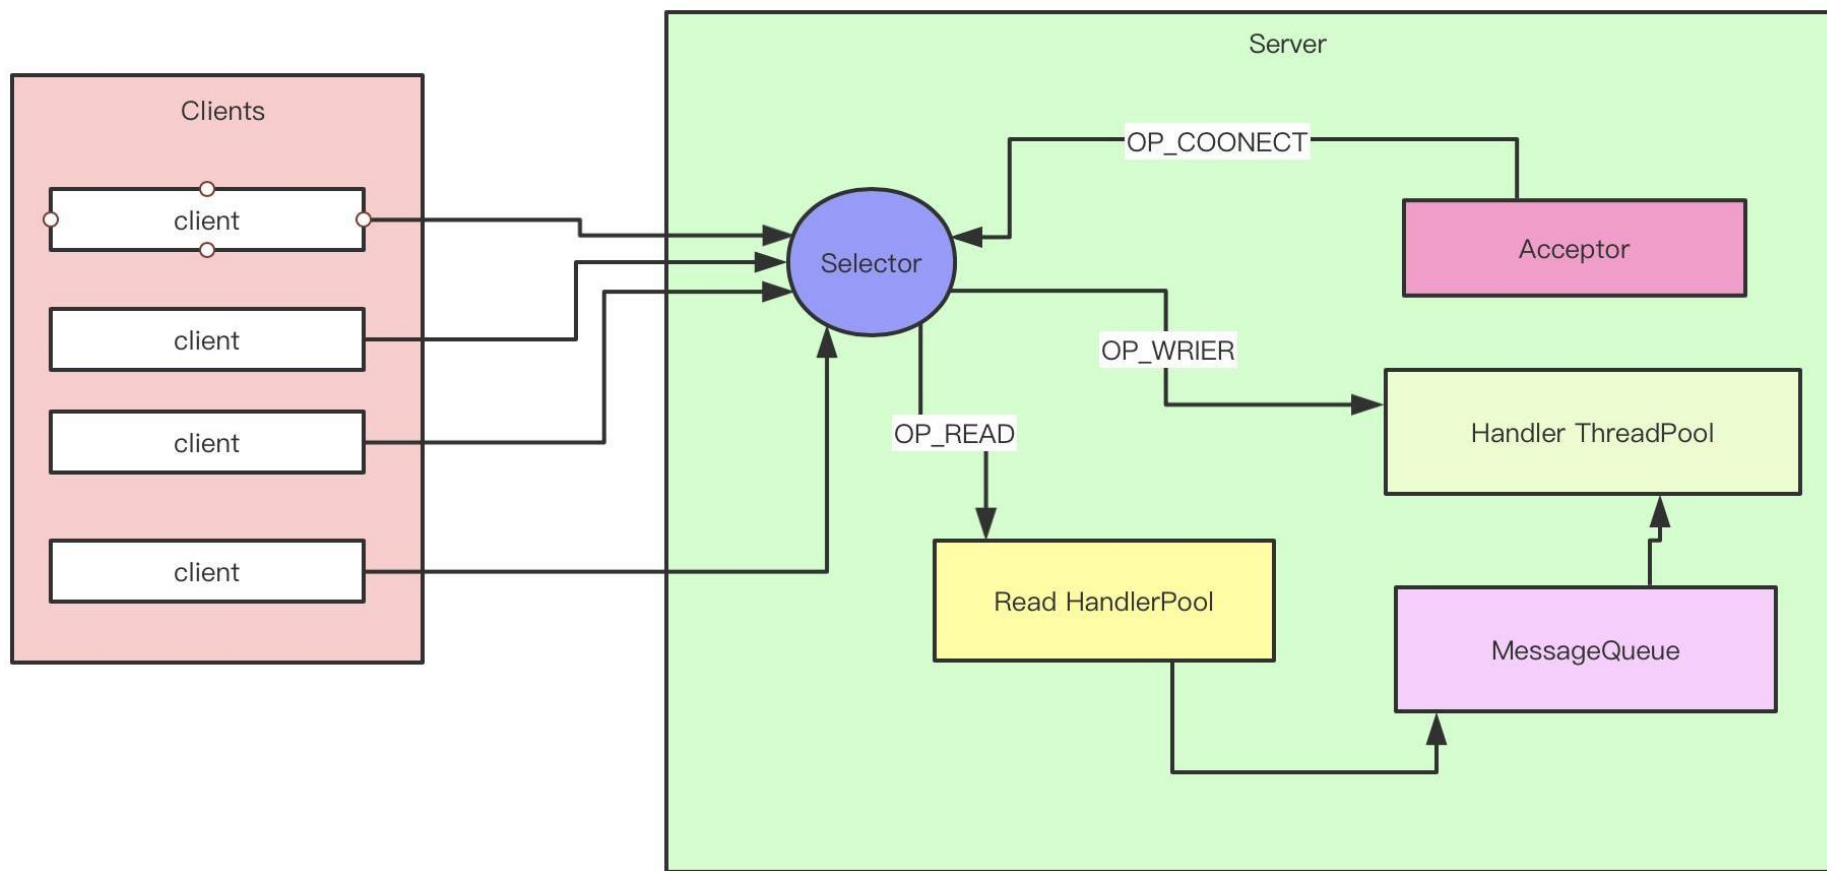 Server
Clients
OP_COONECT
client
Acceptor
Selector
client
OP_WRIER
client
OP_READ
Handler ThreadPool
client
Read HandlerPool
MessageQueue